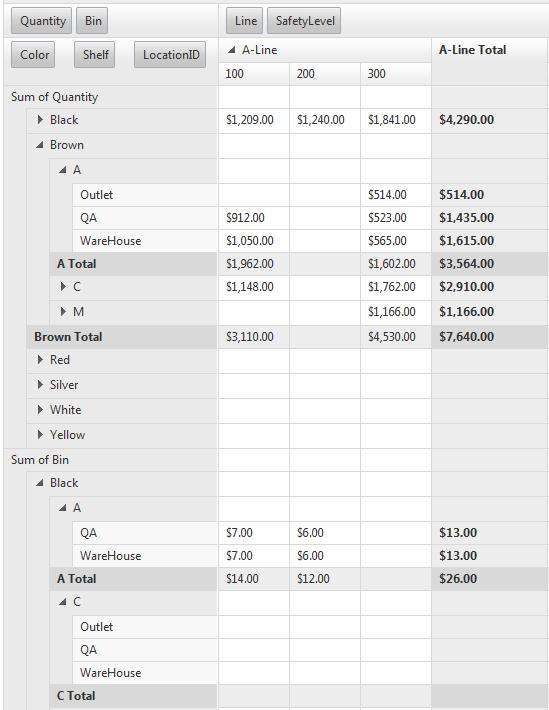 Quantity Bin Line SafetyLevel
Color Shelf LocationID A-Line A-Line Total
100 200 300
Sum of Quantity
Black $1,209.00 $1,240.00 $1,841.00 $4,290.00
Brown
A
Outlet $514.00 $514.00
QA $912.00 $523.00 $1,435.00
WareHouse $1,050.00 $565.00 $1,615.00
A Total $1,962.00 $1,602.00 $3,564.00
C $1,148.00 $1,762.00 $2,910.00
M $1,166.00 $1,166.00
Brown Total $3,110.00 $4,530.00 $7,640.00
Red
Silver
White
Yellow
Sum of Bin
Black
A
QA $7.00 $6.00 $13.00
WareHouse $7.00 $6.00 $13.00
A Total $14.00 $12.00 $26.00
C
Outlet
QA
WareHouse
C Total